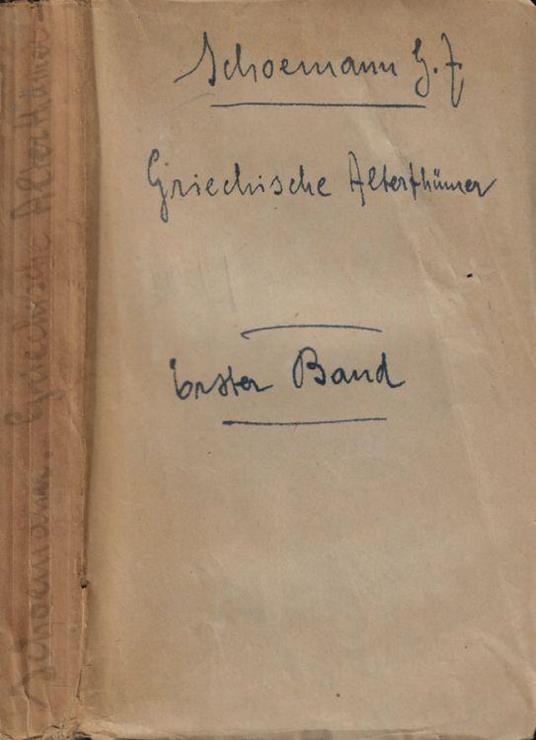 Schoemann G. F.
Griechische Alterthümer
Erster Band
Schoemann. Griechische Alterthümer